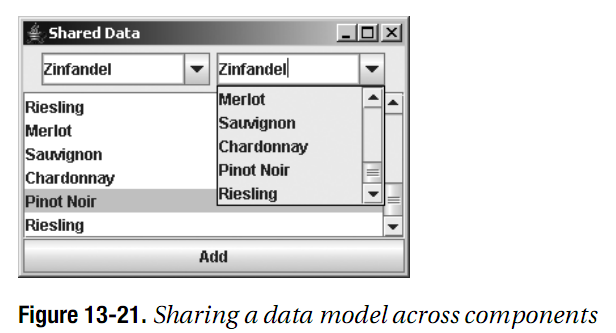 Shared Data
Zinfandel
Zinfandel
Riesling
Merlot
Sauvignon
Chardonnay
Pinot Noir
Riesling
Merlot
Sauvignon
Chardonnay
Pinot Noir
Riesling
Add
Figure 13-21. Sharing a data model across components